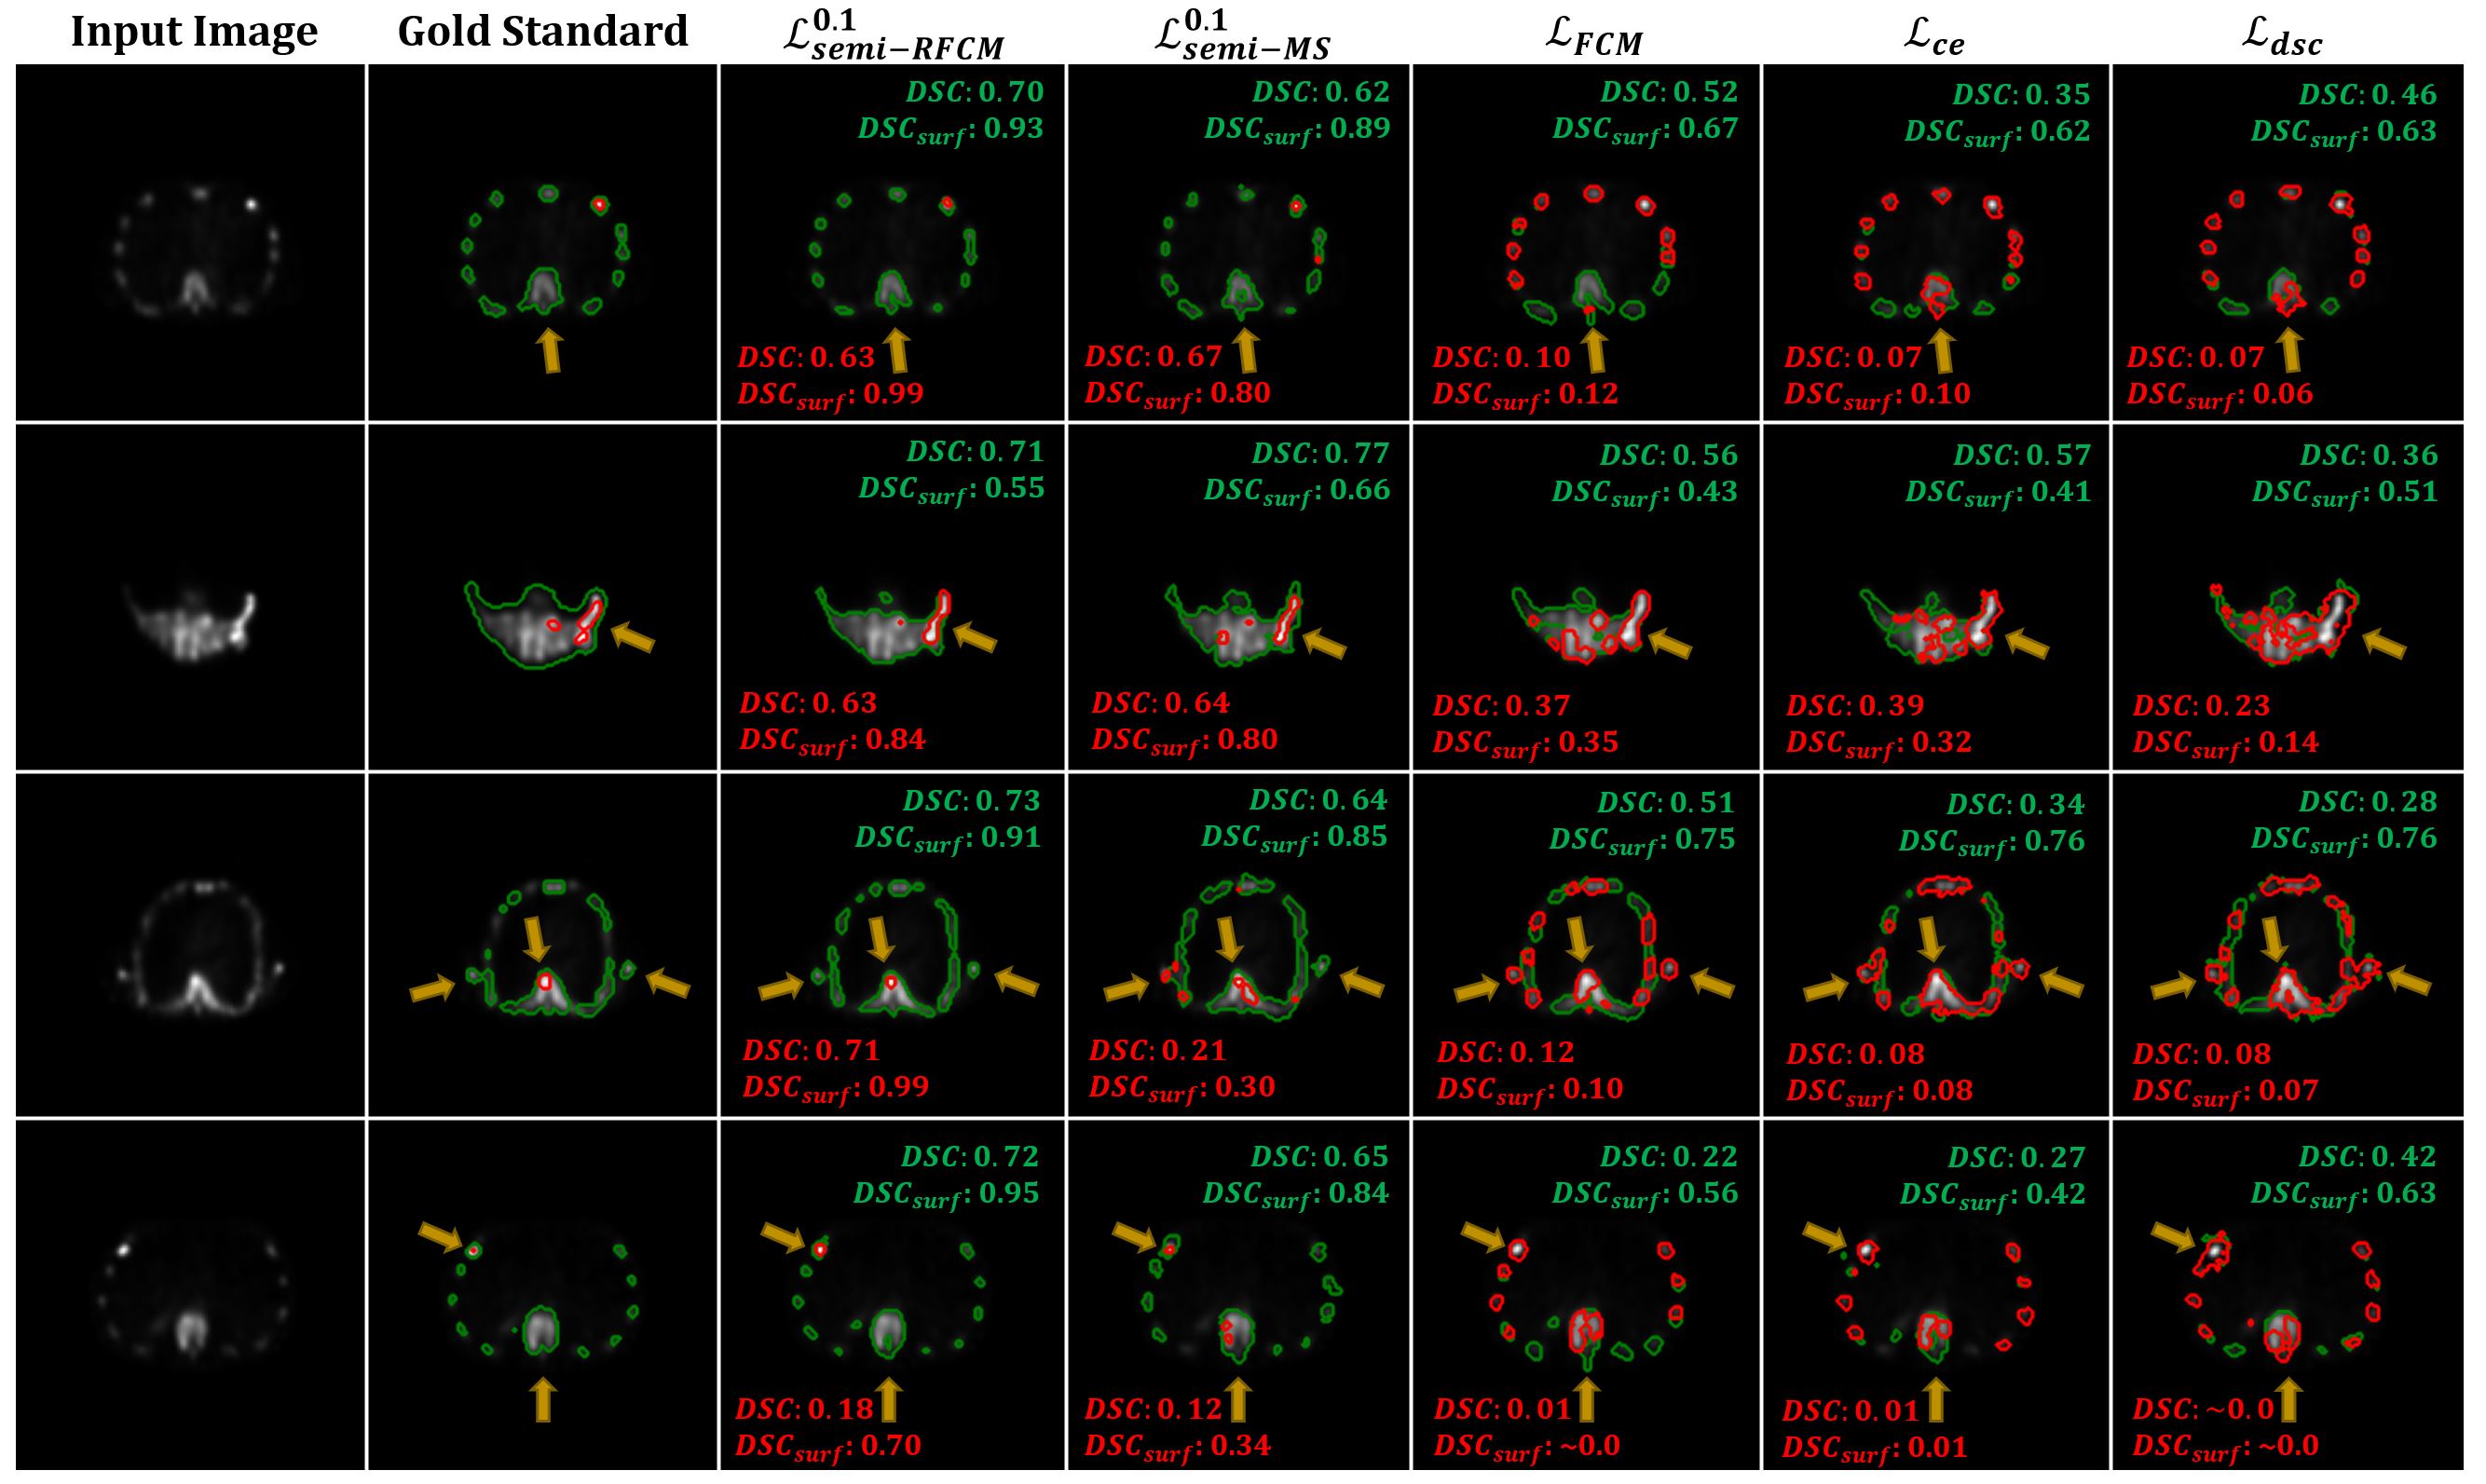 Input Image Gold Standard ℒ^0.1_semi−RFCM ℒ^0.1_semi−MS ℒ_FCM ℒ_ce ℒ_dsc
DSC: 0.70 DSC: 0.62 DSC: 0.52 DSC: 0.35 DSC: 0.46
DSC_surf: 0.93 DSC_surf: 0.89 DSC_surf: 0.67 DSC_surf: 0.62 DSC_surf: 0.63
DSC: 0.63 DSC: 0.67 DSC: 0.10 DSC: 0.07 DSC: 0.07
DSC_surf: 0.99 DSC_surf: 0.80 DSC_surf: 0.12 DSC_surf: 0.10 DSC_surf: 0.06
DSC: 0.71 DSC: 0.77 DSC: 0.56 DSC: 0.57 DSC: 0.36
DSC_surf: 0.55 DSC_surf: 0.66 DSC_surf: 0.43 DSC_surf: 0.41 DSC_surf: 0.51
DSC: 0.63 DSC: 0.64 DSC: 0.37 DSC: 0.39 DSC: 0.23
DSC_surf: 0.84 DSC_surf: 0.80 DSC_surf: 0.35 DSC_surf: 0.32 DSC_surf: 0.14
DSC: 0.73 DSC: 0.64 DSC: 0.51 DSC: 0.34 DSC: 0.28
DSC_surf: 0.91 DSC_surf: 0.85 DSC_surf: 0.75 DSC_surf: 0.76 DSC_surf: 0.76
DSC: 0.71 DSC: 0.21 DSC: 0.12 DSC: 0.08 DSC: 0.08
DSC_surf: 0.99 DSC_surf: 0.30 DSC_surf: 0.10 DSC_surf: 0.08 DSC_surf: 0.07
DSC: 0.72 DSC: 0.65 DSC: 0.22 DSC: 0.27 DSC: 0.42
DSC_surf: 0.95 DSC_surf: 0.84 DSC_surf: 0.56 DSC_surf: 0.42 DSC_surf: 0.63
DSC: 0.18 DSC: 0.12 DSC: 0.01 DSC: 0.01 DSC: ~0.0
DSC_surf: 0.70 DSC_surf: 0.34 DSC_surf: ~0.0 DSC_surf: 0.01 DSC_surf: ~0.0